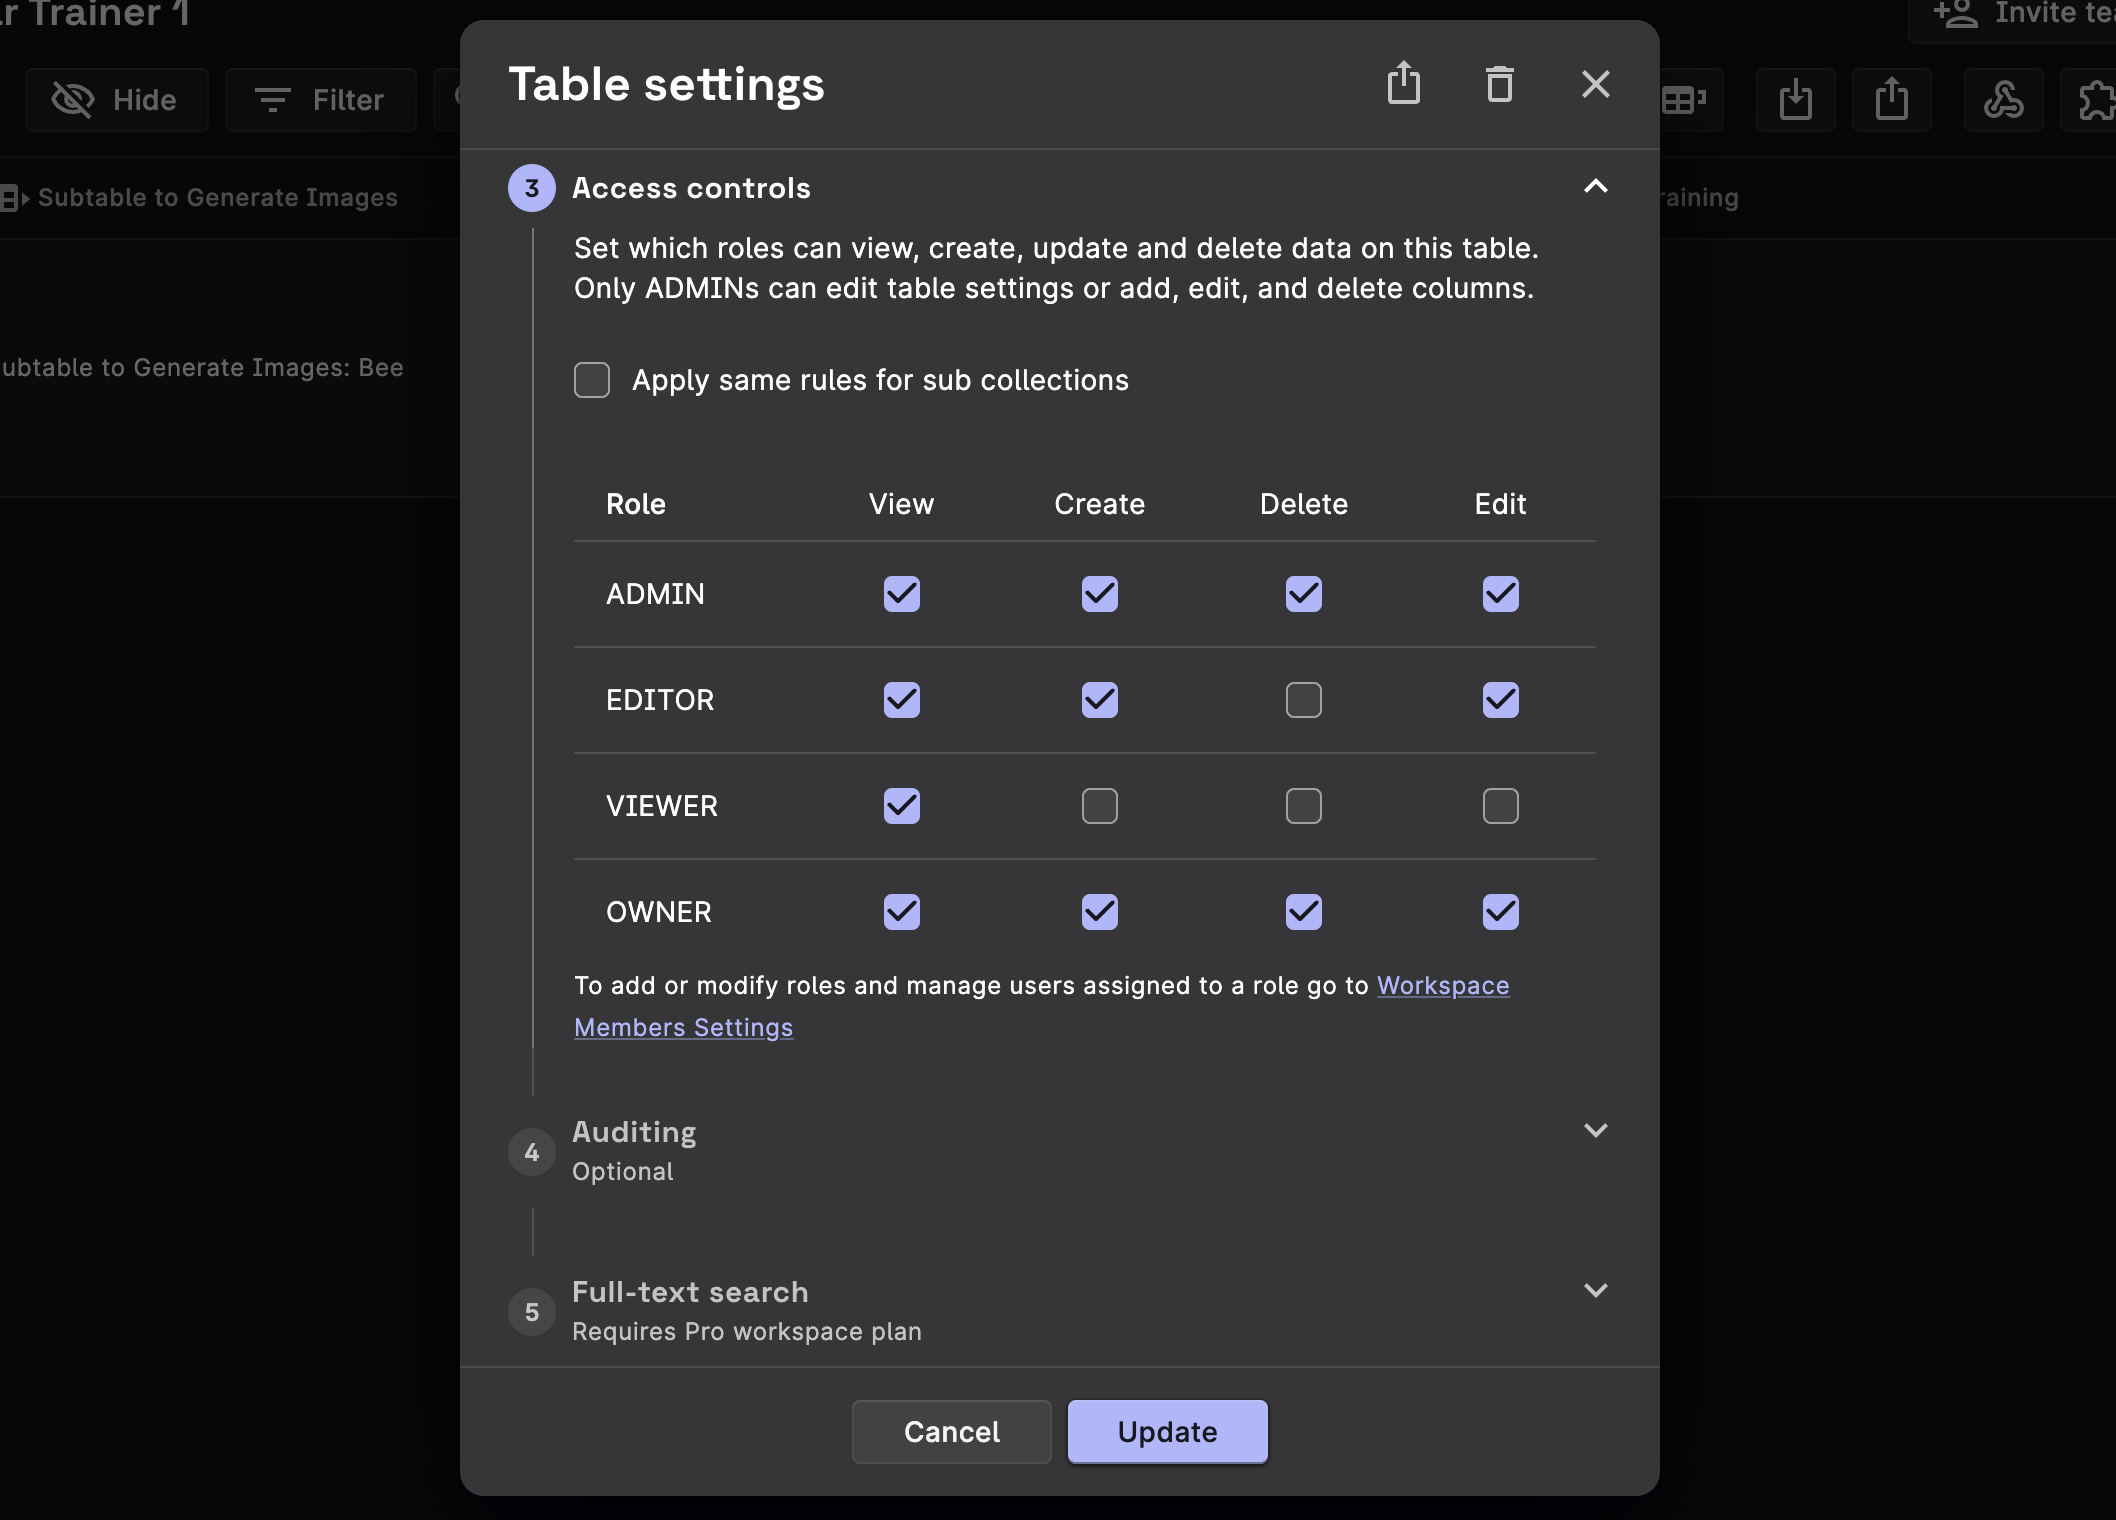 Trainer 1
Invite
Hide
Filter
Table settings
Subtable to Generate Images
3
Access controls
Set which roles can view, create, update and delete data on this table.
Only ADMINs can edit table settings or add, edit, and delete columns.
to Generate Images: Bee
Apply same rules for sub collections
Role View Create Delete Edit
ADMIN
EDITOR
VIEWER
OWNER
To add or modify roles and manage users assigned to a role go to Workspace
Members Settings
4
Auditing
Optional
5
Full-text search
Requires Pro workspace plan
Cancel
Update